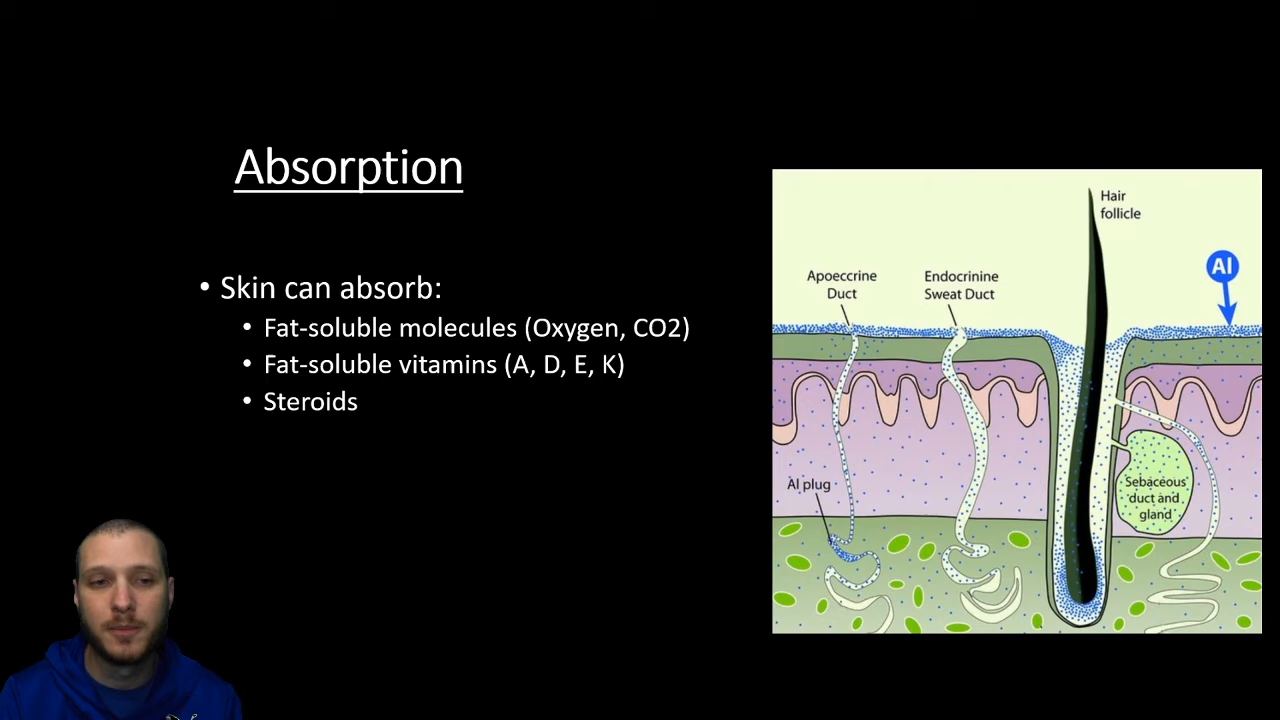 Absorption
• Skin can absorb:
• Fat-soluble molecules (Oxygen, CO2)
• Fat-soluble vitamins (A, D, E, K)
• Steroids
Hair
follicle
Al
Apoeccrine
Duct
Endocrinine
Sweat Duct
Al plug
Sebaceous
duct and
gland